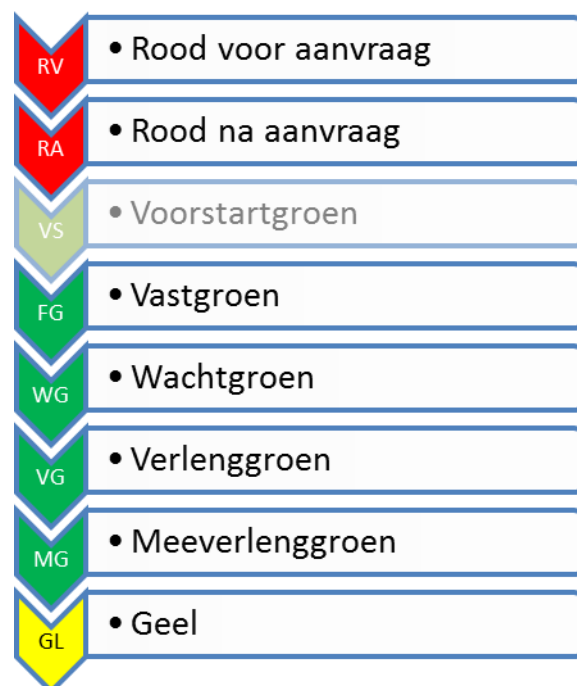 RV • Rood voor aanvraag
RA • Rood na aanvraag
VS • Voorstartgroen
FG • Vastgroen
WG • Wachtgroen
VG • Verlenggroen
MG • Meeverlenggroen
GL • Geel